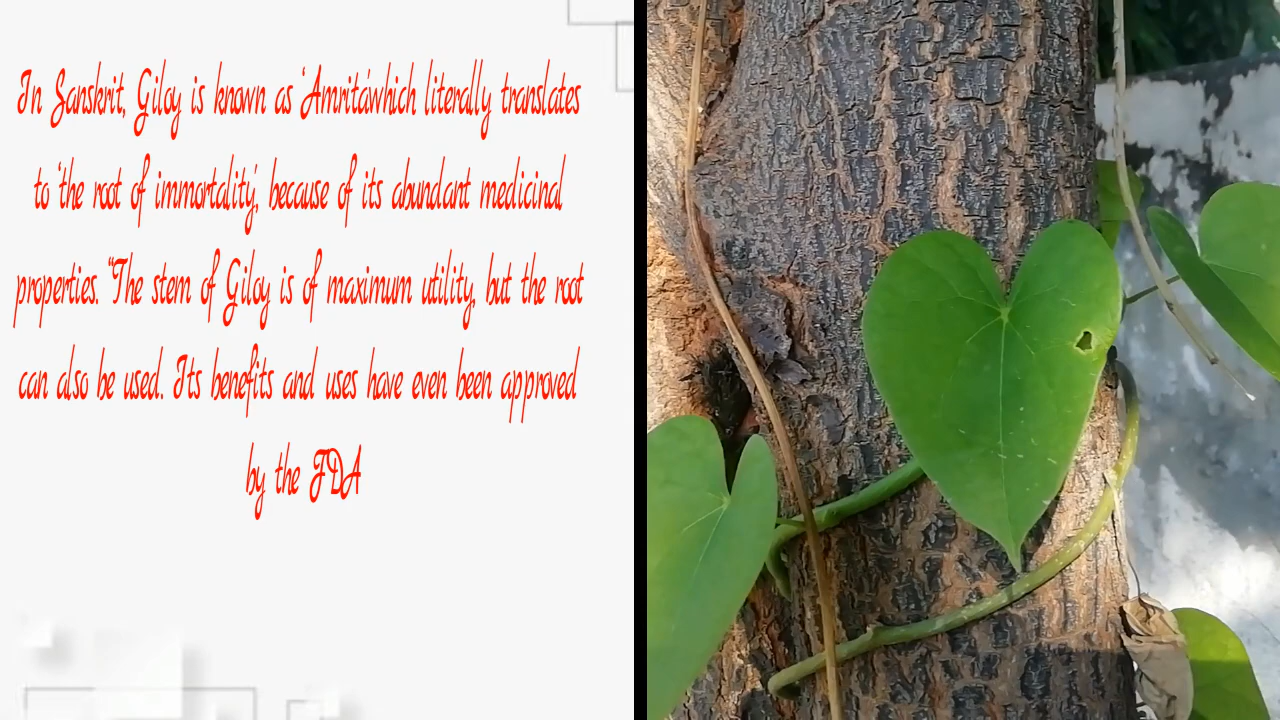 In Sanskrit, Giloy is known as 'Amrita'which literally translates
to 'the root of immortality', because of its abundant medicinal
properties. "The stem of Giloy is of maximum utility, but the root
can also be used. Its benefits and uses have even been approved
by the FDA